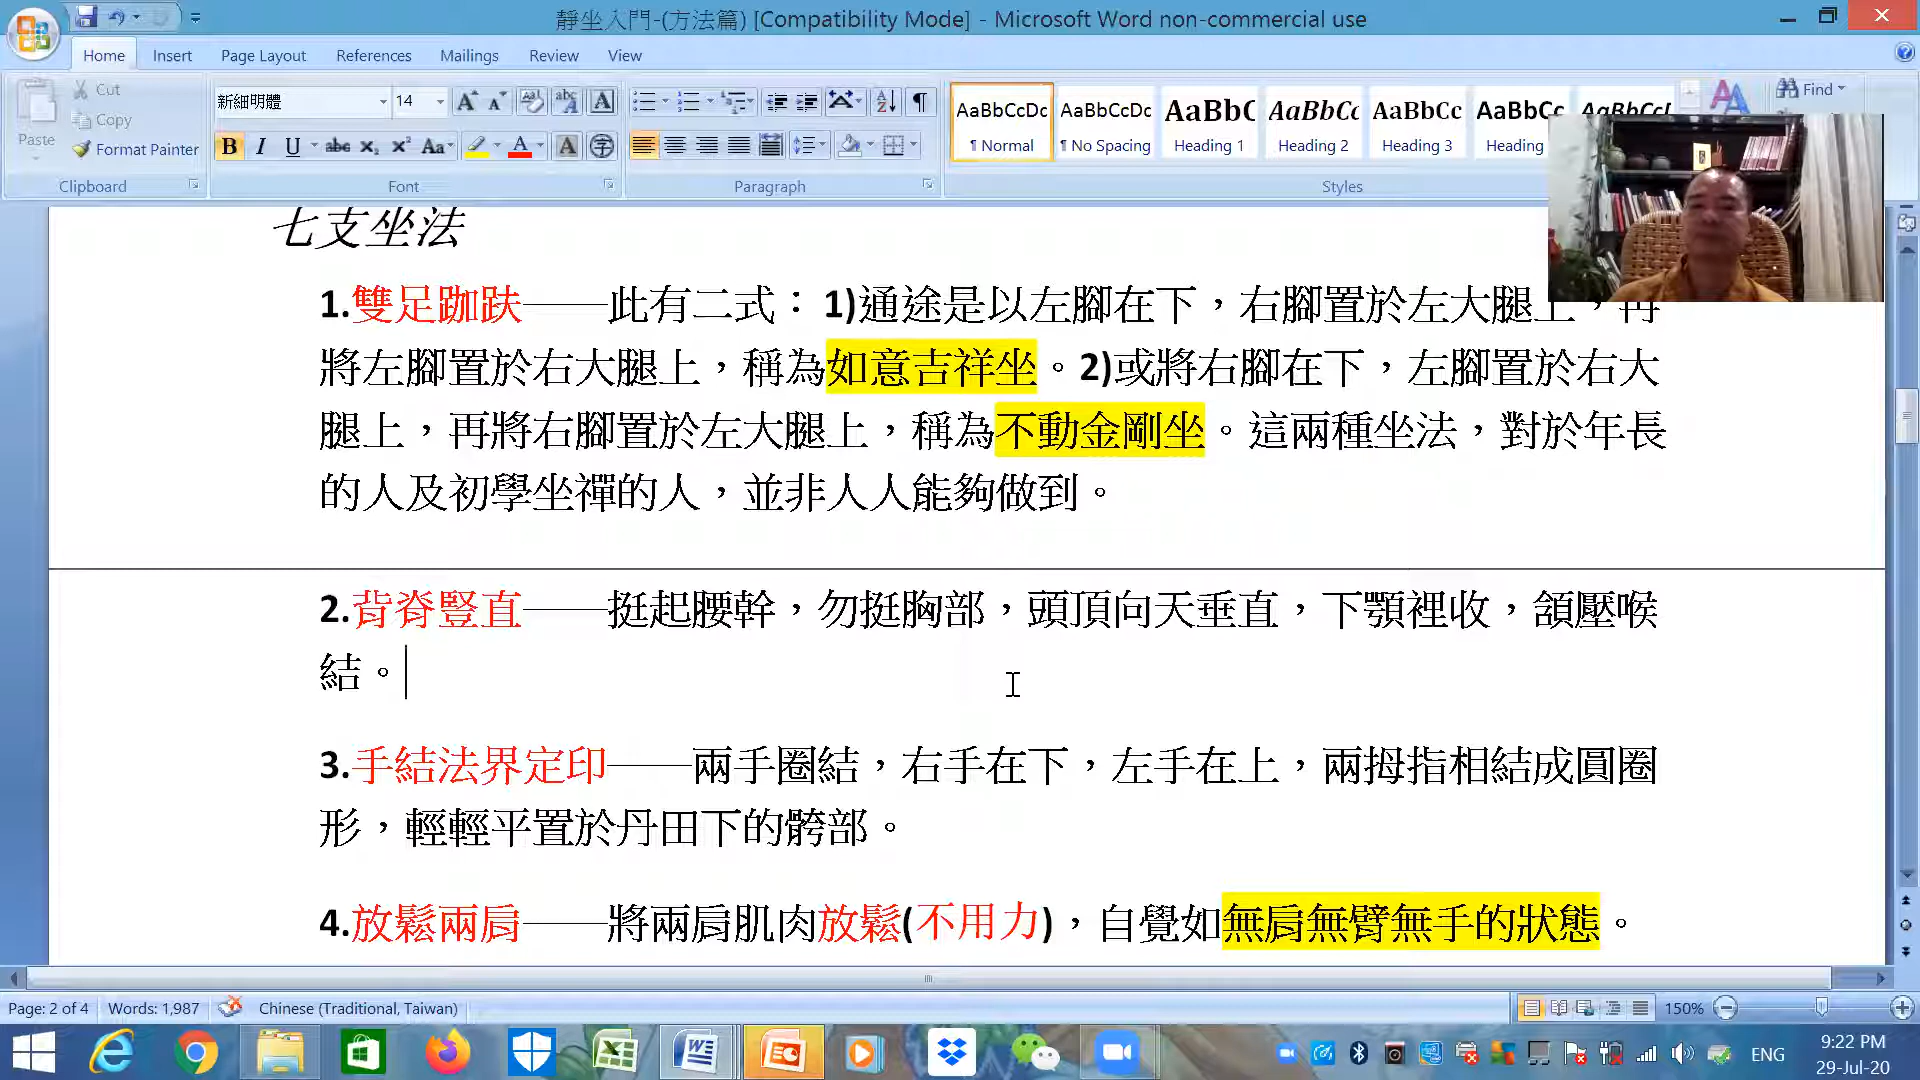 靜坐入門-(方法篇) [Compatibility Mode] - Microsoft Word non-commercial use
Home Insert Page Layout References Mailings Review View
Paste
Cut
Copy
Format Painter
Clipboard
新細明體 14
Font
Paragraph
AaBbCcDc AaBbCcDc AaBbC AaBbCc AaBbCc AaBbCc AaBbCcI
¶ Normal ¶ No Spacing Heading 1 Heading 2 Heading 3 Heading
Styles
Find
七支坐法
1.雙足跏趺——此有二式：1)通途是以左腳在下，右腳置於左大腿上，再
將左腳置於右大腿上，稱為如意吉祥坐。2)或將右腳在下，左腳置於右大
腿上，再將右腳置於左大腿上，稱為不動金剛坐。這兩種坐法，對於年長
的人及初學坐禪的人，並非人人能夠做到。
2.背脊豎直——挺起腰幹，勿挺胸部，頭頂向天垂直，下顎裡收，頷壓喉
結。
3.手結法界定印——兩手圈結，右手在下，左手在上，兩拇指相結成圓圈
形，輕輕平置於丹田下的骻部。
4.放鬆兩肩——將兩肩肌肉放鬆(不用力)，自覺如無肩無臂無手的狀態。
Page: 2 of 4 Words: 1,987 Chinese (Traditional, Taiwan) 150%
ENG
9:22 PM
29-Jul-20